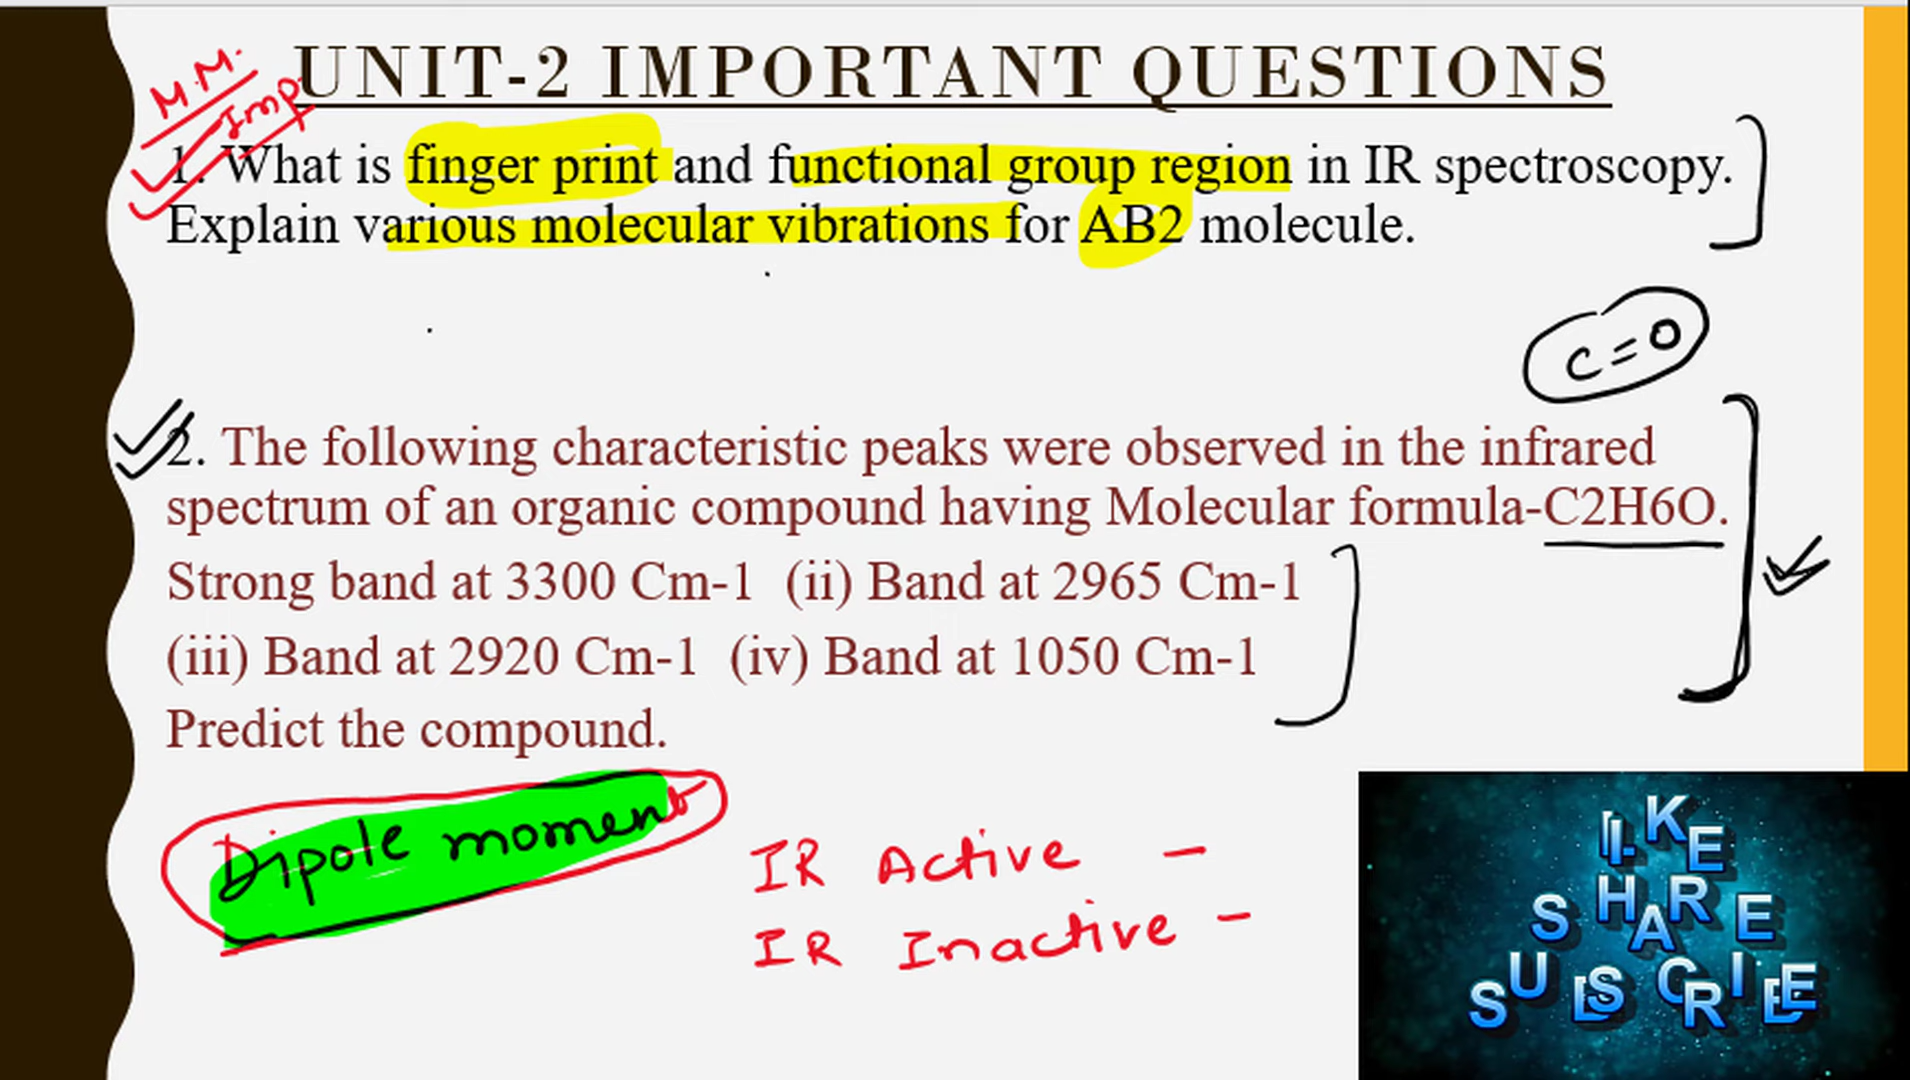 UNIT-2 IMPORTANT QUESTIONS
M.M.
Imp
1. What is finger print and functional group region in IR spectroscopy.
Explain various molecular vibrations for AB2 molecule.
C=O
2. The following characteristic peaks were observed in the infrared
spectrum of an organic compound having Molecular formula-C2H6O.
Strong band at 3300 Cm-1 (ii) Band at 2965 Cm-1
(iii) Band at 2920 Cm-1 (iv) Band at 1050 Cm-1
Predict the compound.
Dipole moment
IR Active -
IR Inactive -
LIKE
SHARE
SUBSCRIBE